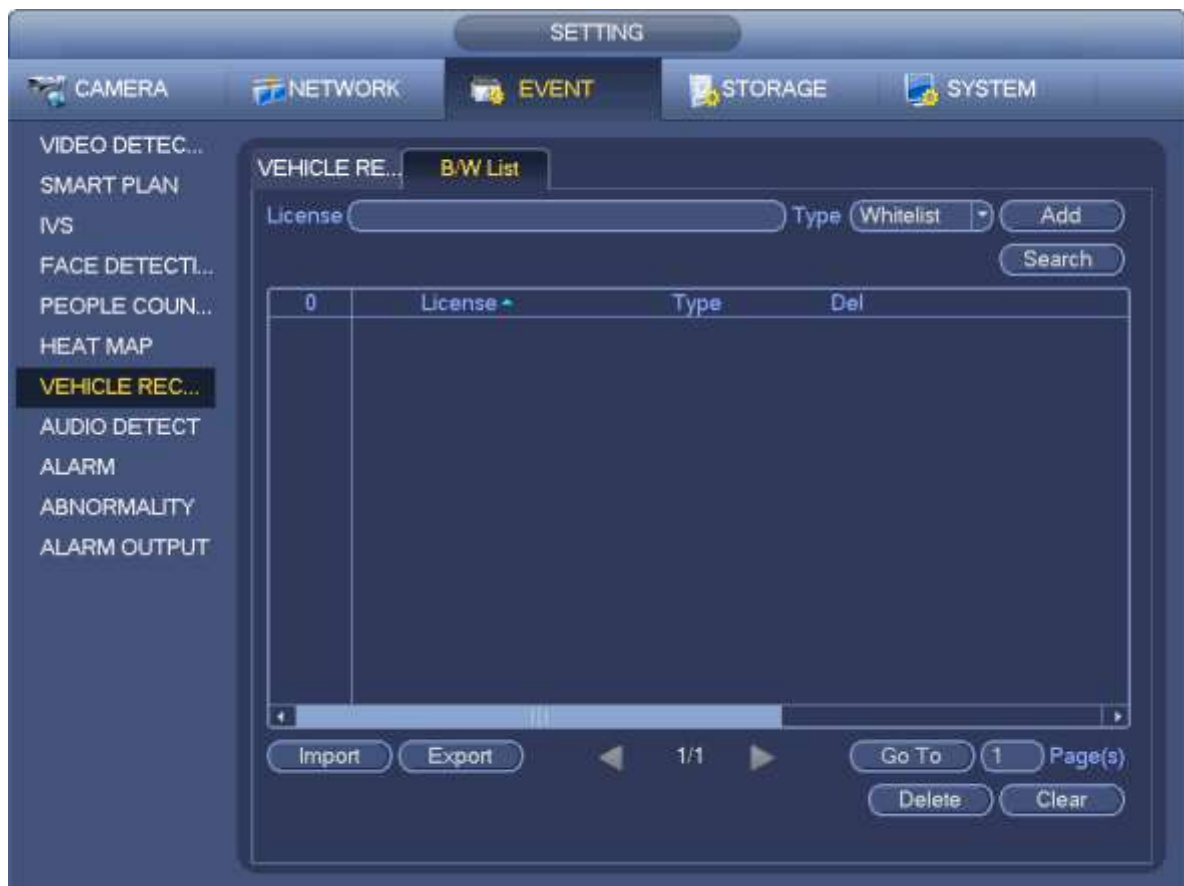 SETTING
CAMERA NETWORK EVENT STORAGE SYSTEM
VIDEO DETEC...
SMART PLAN
IVS
FACE DETECTI...
PEOPLE COUN...
HEAT MAP
VEHICLE REC...
AUDIO DETECT
ALARM
ABNORMALITY
ALARM OUTPUT
VEHICLE RE... B/W List
License Type Whitelist Add
Search
0 License Type Del
Import Export 1/1 Go To 1 Page(s)
Delete Clear